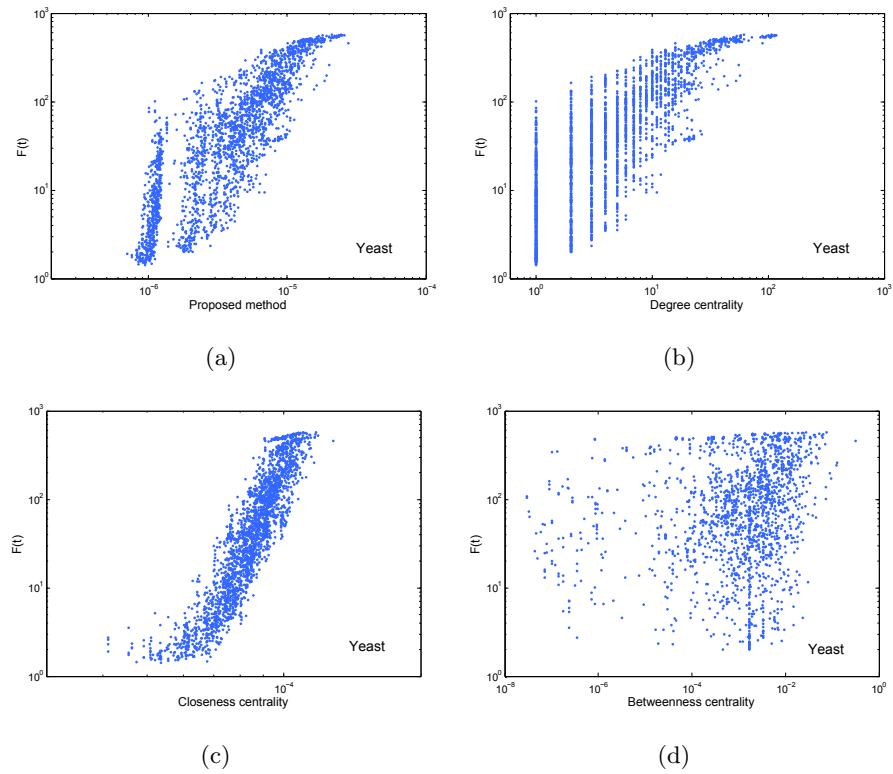 10^3
10^2
10^1
10^0
F(t)
Yeast
10^−6
10^−5
10^−4
Proposed method
(a)
10^3
10^2
10^1
10^0
F(t)
Yeast
10^0
10^1
10^2
10^3
Degree centrality
(b)
10^3
10^2
10^1
10^0
F(t)
Yeast
10^−4
Closeness centrality
(c)
10^3
10^2
10^1
10^0
F(t)
Yeast
10^−8
10^−6
10^−4
10^−2
10^0
Betweenness centrality
(d)